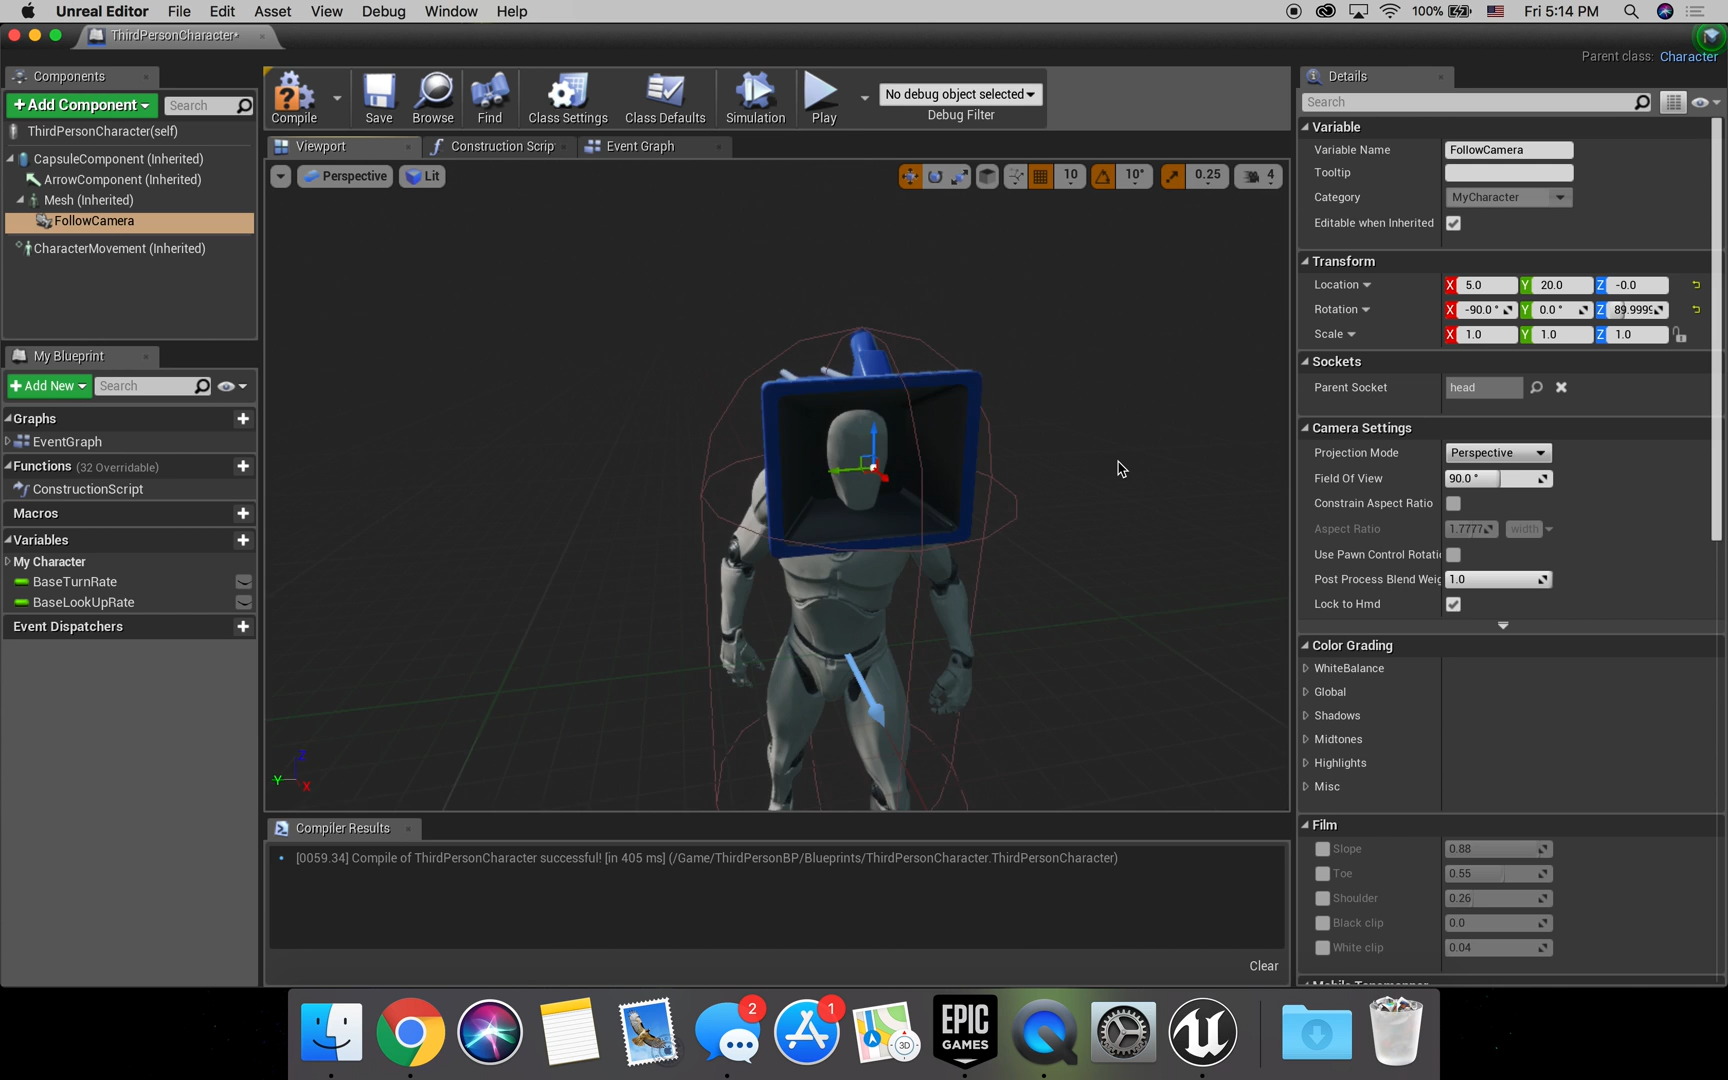 Unreal Editor File Edit Asset View Debug Window Help 100% Fri 5:14 PM
ThirdPersonCharacter*
Parent class: Character
Components
+ Add Component Search
ThirdPersonCharacter(self)
CapsuleComponent (Inherited)
ArrowComponent (Inherited)
Mesh (Inherited)
FollowCamera
CharacterMovement (Inherited)
My Blueprint
+ Add New Search
Graphs +
EventGraph
Functions (32 Overridable) +
ConstructionScript
Macros +
Variables +
My Character
BaseTurnRate
BaseLookUpRate
Event Dispatchers +
Compile Save Browse Find Class Settings Class Defaults Simulation Play
No debug object selected
Debug Filter
Viewport Construction Scrip Event Graph
Perspective Lit 10 10° 0.25 4
Z
Y
X
Compiler Results
• [0059.34] Compile of ThirdPersonCharacter successful! [in 405 ms] (/Game/ThirdPersonBP/Blueprints/ThirdPersonCharacter.ThirdPersonCharacter)
Clear
Details
Search
Variable
Variable Name FollowCamera
Tooltip
Category MyCharacter
Editable when Inherited
Transform
Location X 5.0 Y 20.0 Z -0.0
Rotation X -90.0 ° Y 0.0 ° Z 89.9999
Scale X 1.0 Y 1.0 Z 1.0
Sockets
Parent Socket head
Camera Settings
Projection Mode Perspective
Field Of View 90.0 °
Constrain Aspect Ratio
Aspect Ratio 1.7777 width
Use Pawn Control Rotati
Post Process Blend Weig 1.0
Lock to Hmd
Color Grading
WhiteBalance
Global
Shadows
Midtones
Highlights
Misc
Film
Slope 0.88
Toe 0.55
Shoulder 0.26
Black clip 0.0
White clip 0.04
2 1 3D
EPIC
GAMES